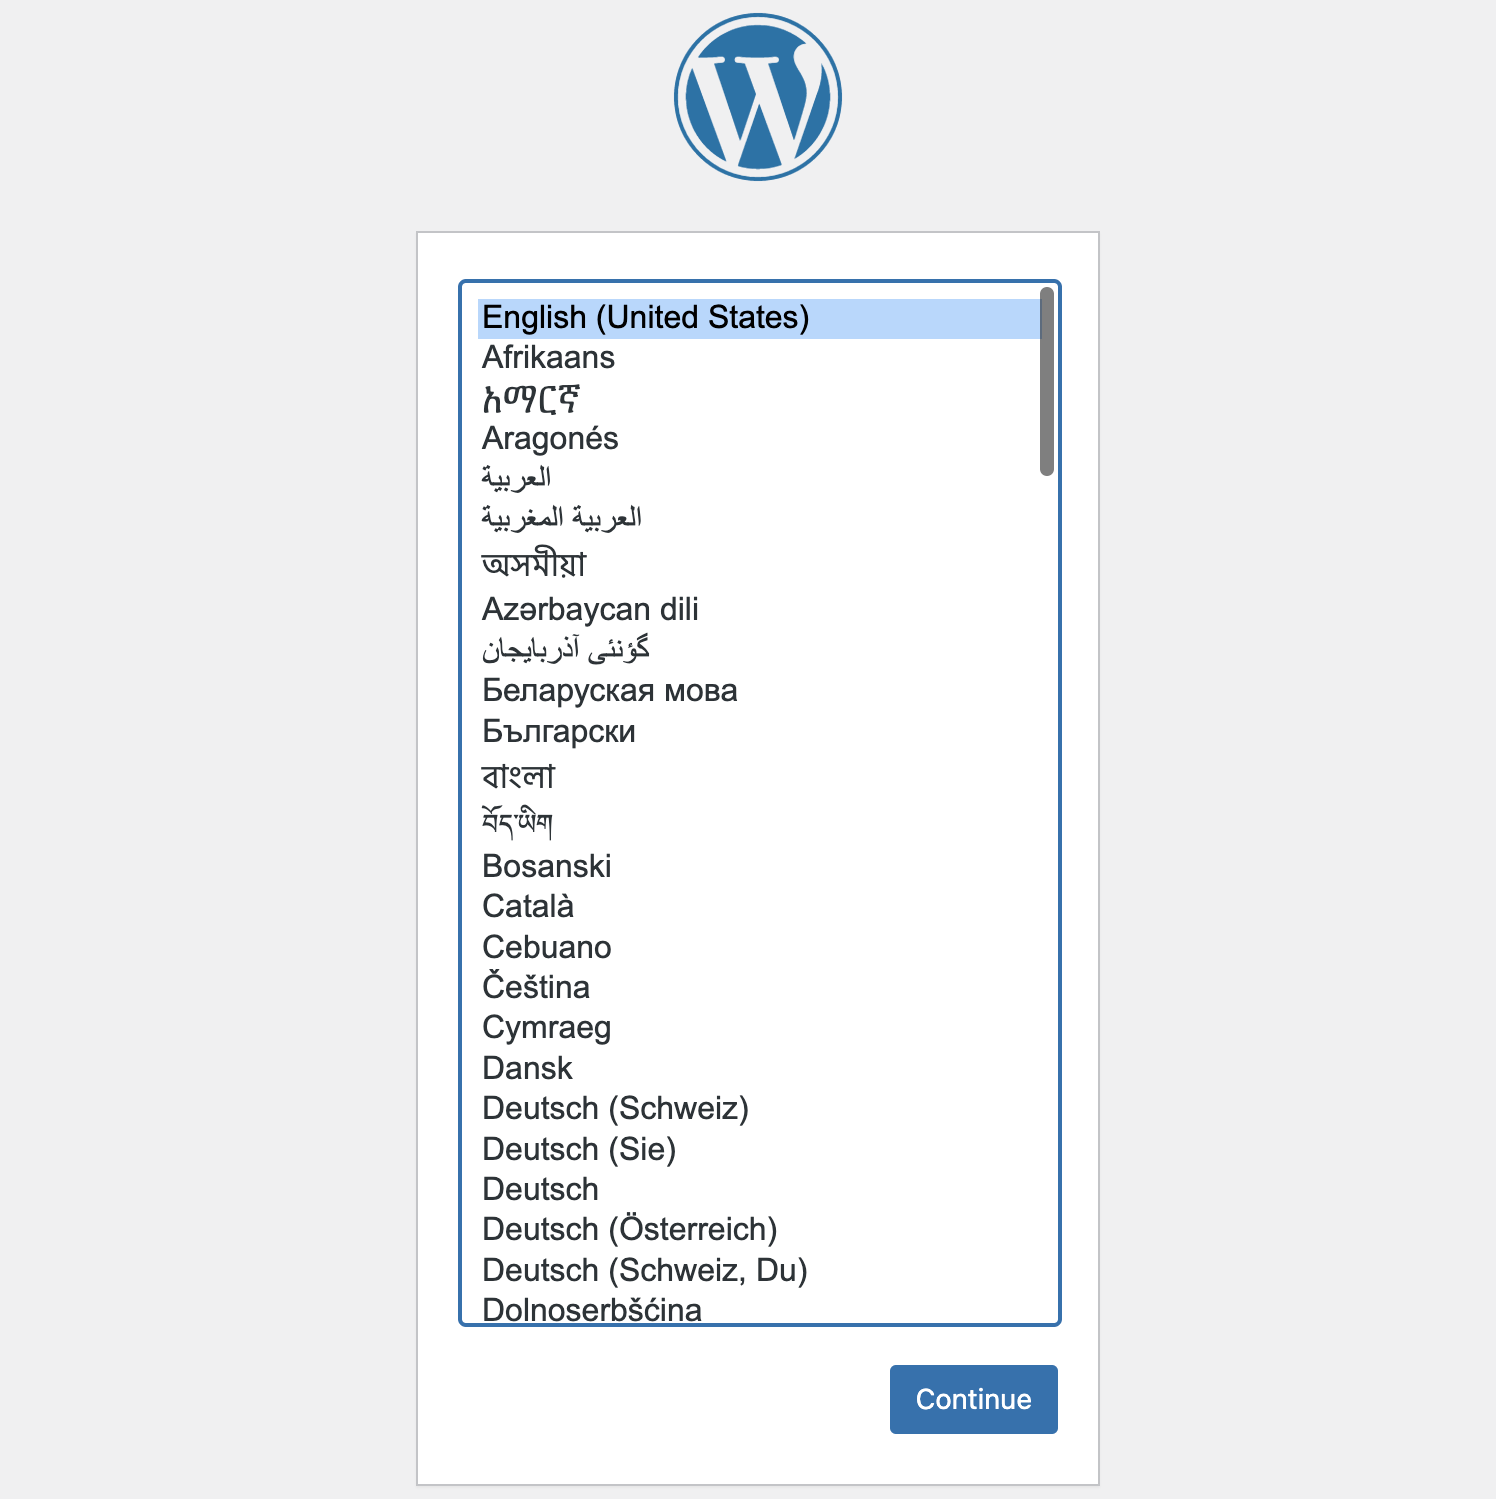 English (United States)
Afrikaans
አማርኛ
Aragonés
العربية
العربية المغربية
অসমীয়া
Azərbaycan dili
گؤنئی آذربایجان
Беларуская мова
Български
বাংলা
བོད་ཡིག
Bosanski
Català
Cebuano
Čeština
Cymraeg
Dansk
Deutsch (Schweiz)
Deutsch (Sie)
Deutsch
Deutsch (Österreich)
Deutsch (Schweiz, Du)
Dolnoserbšćina
Continue